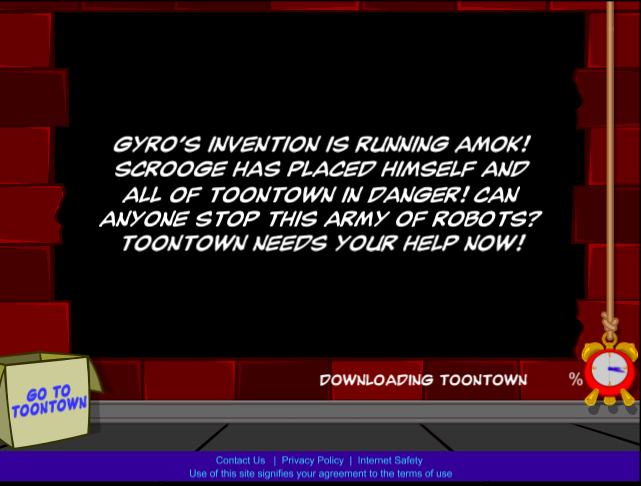 GYRO'S INVENTION IS RUNNING AMOK!
SCROOGE HAS PLACED HIMSELF AND
ALL OF TOONTOWN IN DANGER! CAN
ANYONE STOP THIS ARMY OF ROBOTS?
TOONTOWN NEEDS YOUR HELP NOW!
DOWNLOADING TOONTOWN %
GO TO
TOONTOWN
Contact Us | Privacy Policy | Internet Safety
Use of this site signifies your agreement to the terms of use